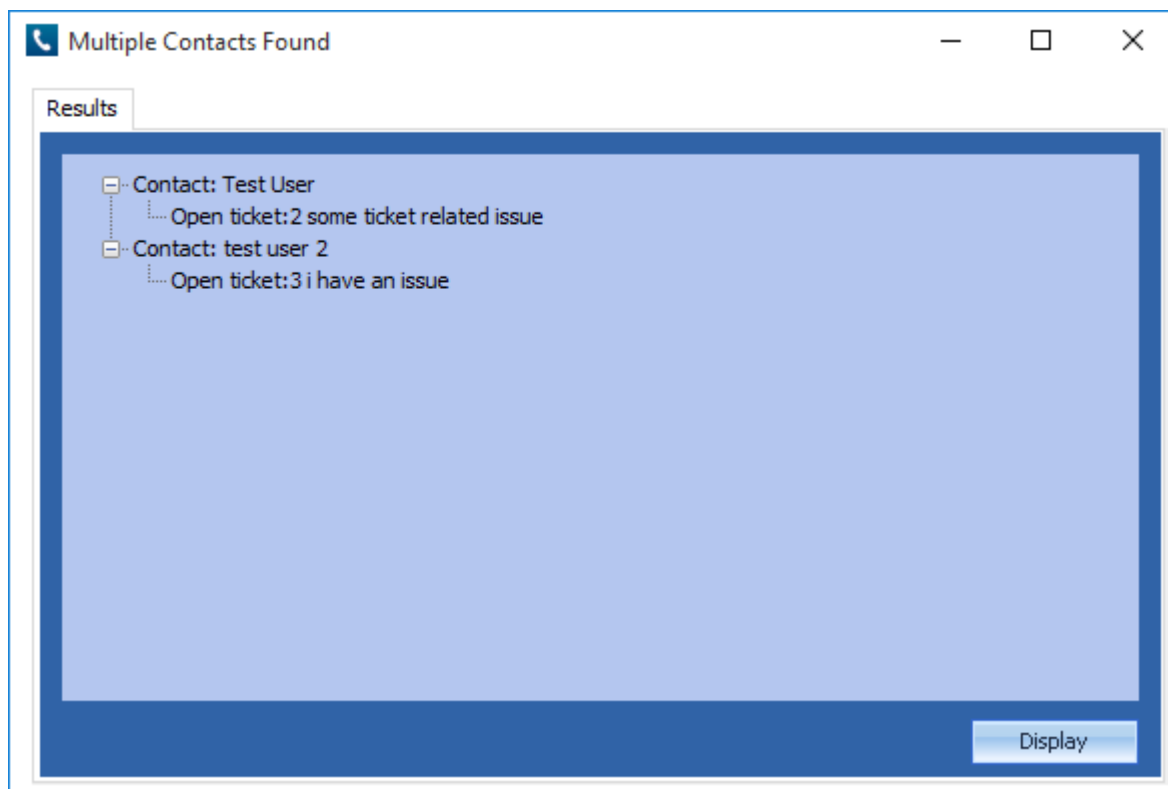 Multiple Contacts Found
Results
Contact: Test User
Open ticket:2 some ticket related issue
Contact: test user 2
Open ticket:3 i have an issue
Display